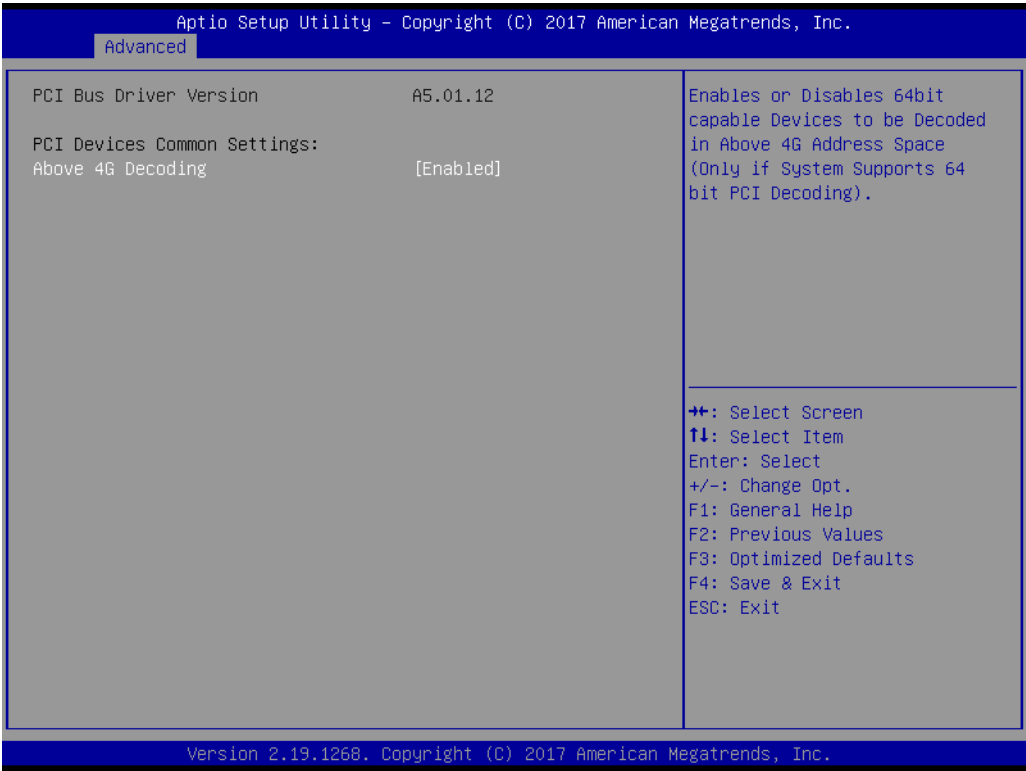 Aptio Setup Utility – Copyright (C) 2017 American Megatrends, Inc.
Advanced
PCI Bus Driver Version A5.01.12
PCI Devices Common Settings:
Above 4G Decoding [Enabled]
Enables or Disables 64bit
capable Devices to be Decoded
in Above 4G Address Space
(Only if System Supports 64
bit PCI Decoding).
→←: Select Screen
↑↓: Select Item
Enter: Select
+/-: Change Opt.
F1: General Help
F2: Previous Values
F3: Optimized Defaults
F4: Save & Exit
ESC: Exit
Version 2.19.1268. Copyright (C) 2017 American Megatrends, Inc.